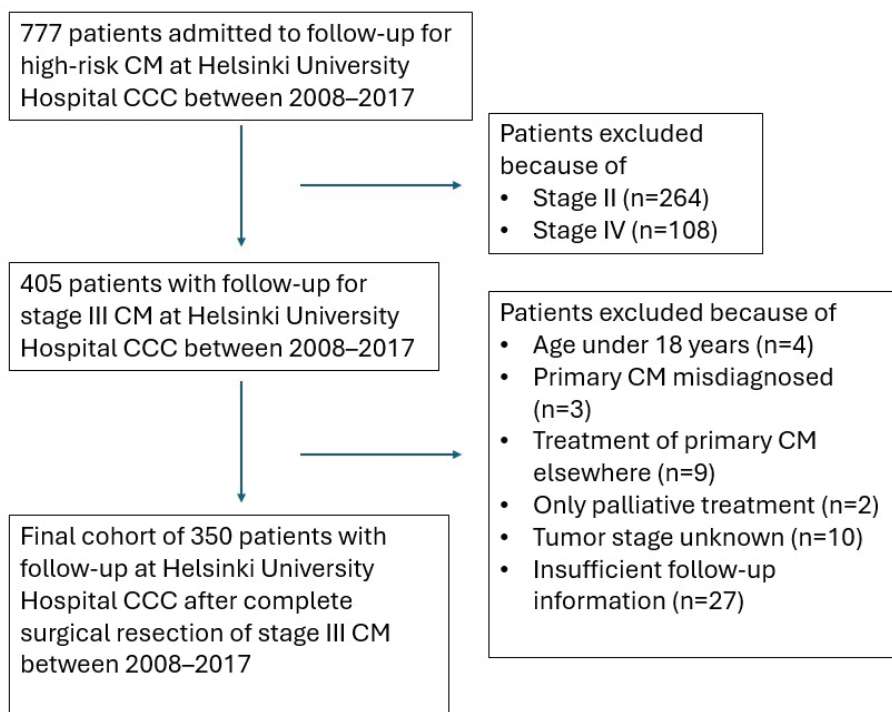 777 patients admitted to follow-up for
high-risk CM at Helsinki University
Hospital CCC between 2008–2017
Patients excluded
because of
• Stage II (n=264)
• Stage IV (n=108)
405 patients with follow-up for
stage III CM at Helsinki University
Hospital CCC between 2008–2017
Patients excluded because of
• Age under 18 years (n=4)
• Primary CM misdiagnosed
(n=3)
• Treatment of primary CM
elsewhere (n=9)
• Only palliative treatment (n=2)
• Tumor stage unknown (n=10)
• Insufficient follow-up
information (n=27)
Final cohort of 350 patients with
follow-up at Helsinki University
Hospital CCC after complete
surgical resection of stage III CM
between 2008–2017